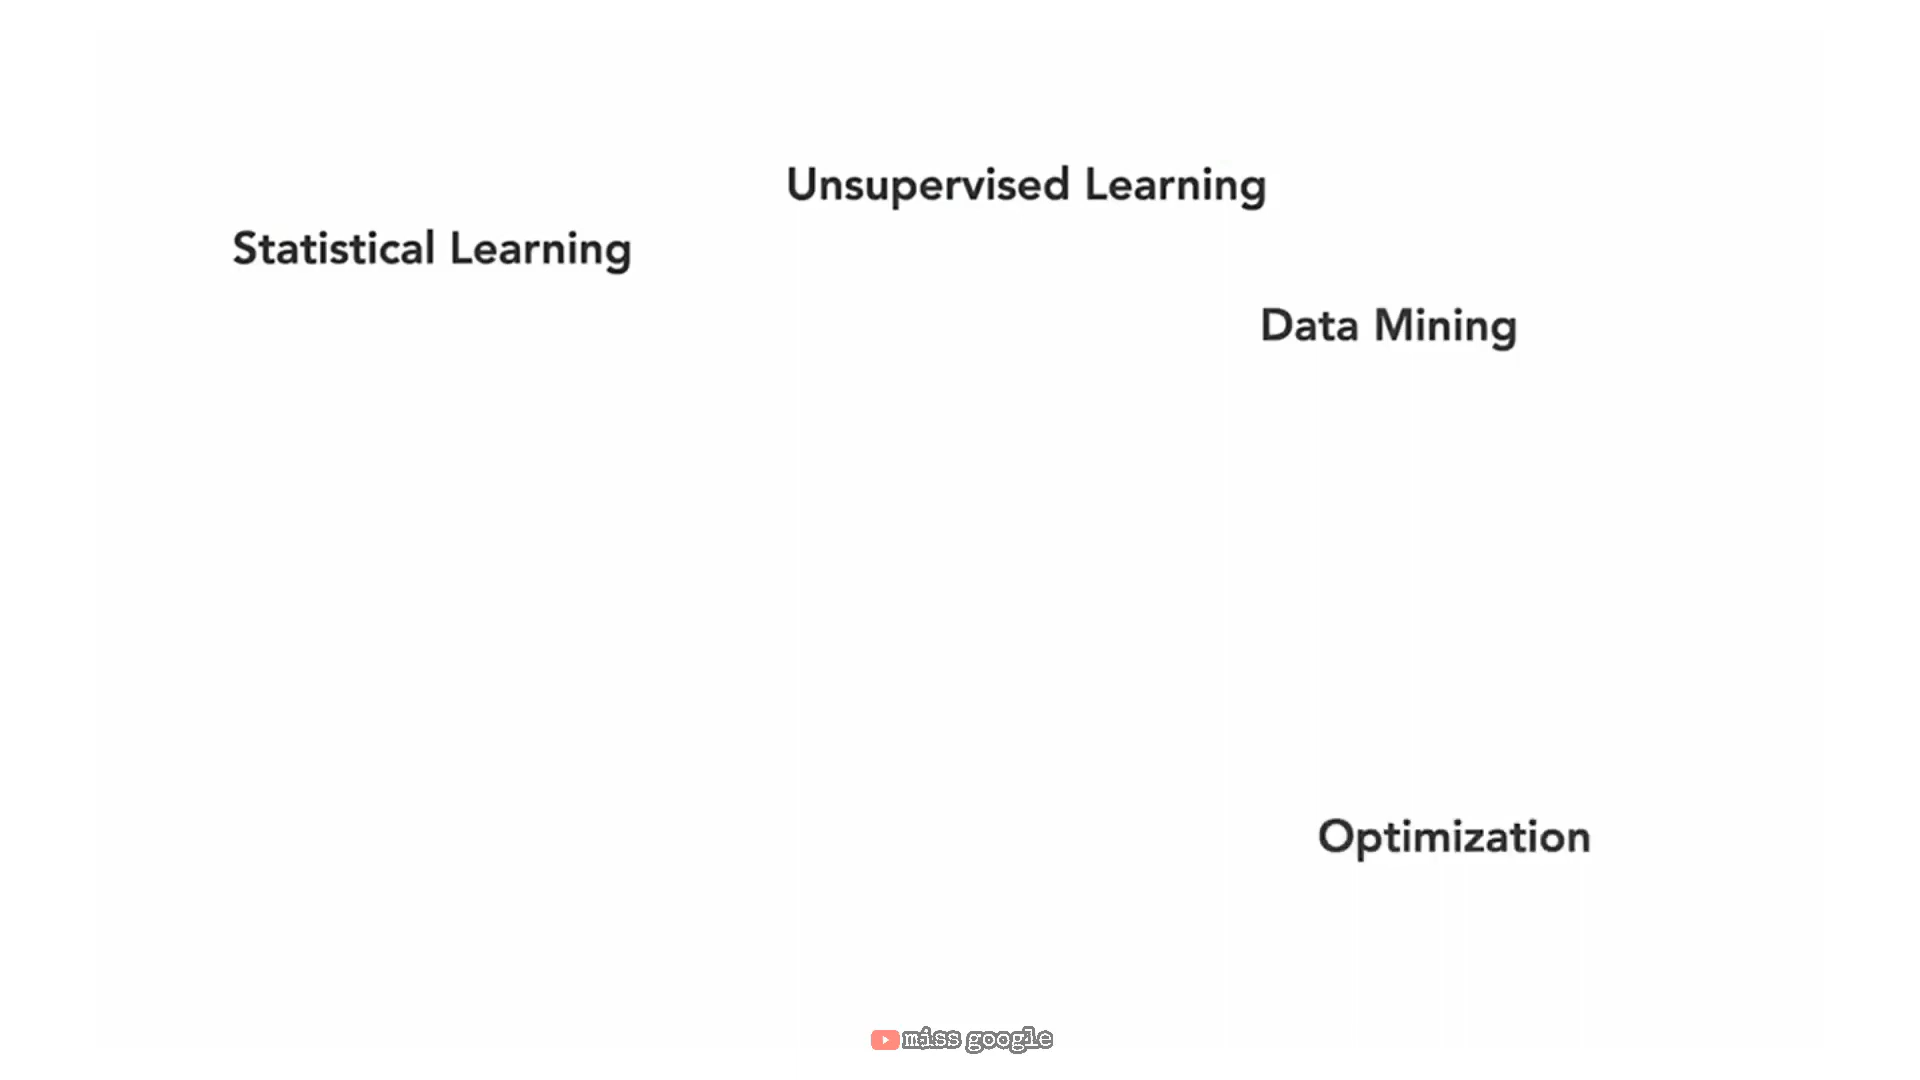 Unsupervised Learning
Statistical Learning
Data Mining
Optimization
miss google